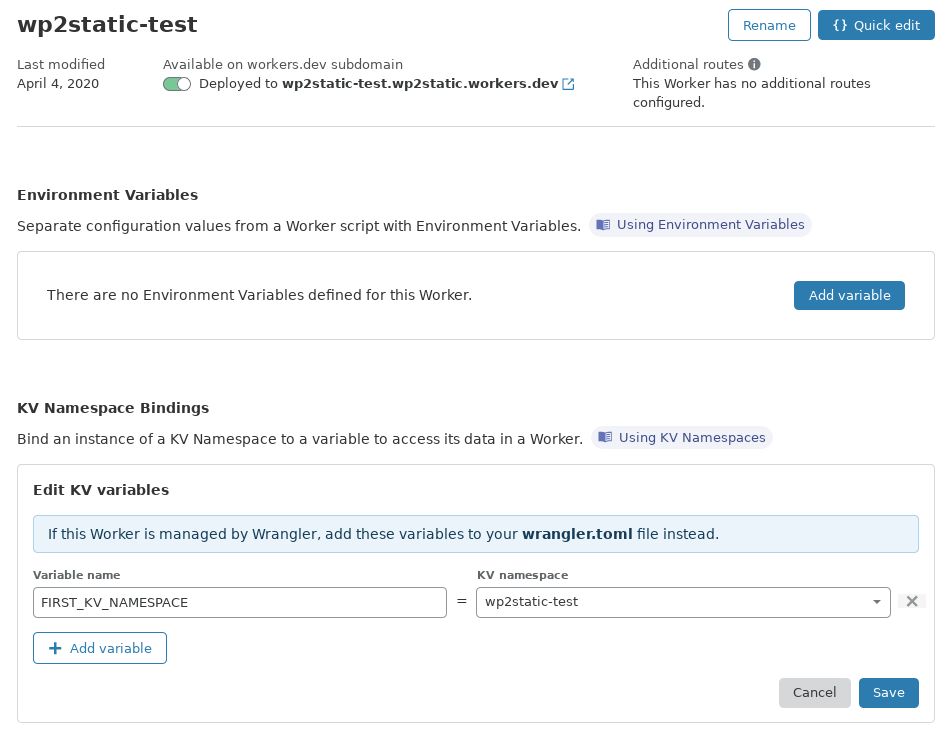 wp2static-test
Rename
{} Quick edit
Last modified
April 4, 2020
Available on workers.dev subdomain
Deployed to wp2static-test.wp2static.workers.dev
Additional routes
This Worker has no additional routes
configured.
Environment Variables
Separate configuration values from a Worker script with Environment Variables. Using Environment Variables
There are no Environment Variables defined for this Worker. Add variable
KV Namespace Bindings
Bind an instance of a KV Namespace to a variable to access its data in a Worker. Using KV Namespaces
Edit KV variables
If this Worker is managed by Wrangler, add these variables to your wrangler.toml file instead.
Variable name
KV namespace
FIRST_KV_NAMESPACE = wp2static-test
+ Add variable
Cancel
Save